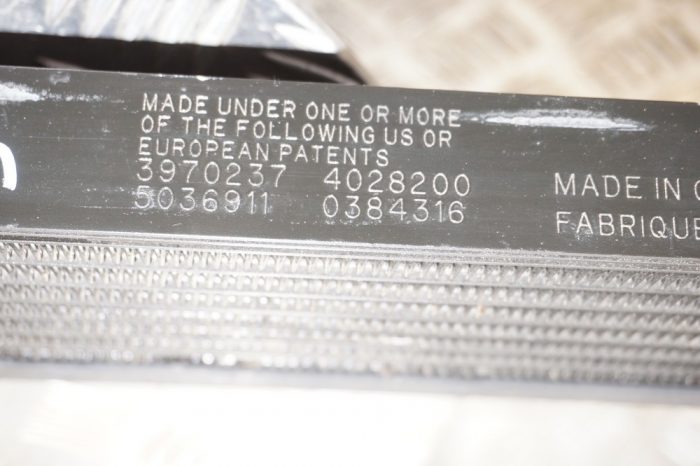 MADE UNDER ONE OR MORE
OF THE FOLLOWING US OR
EUROPEAN PATENTS
3970237 4028200
5036911 0384316
MADE IN
FABRIQUE